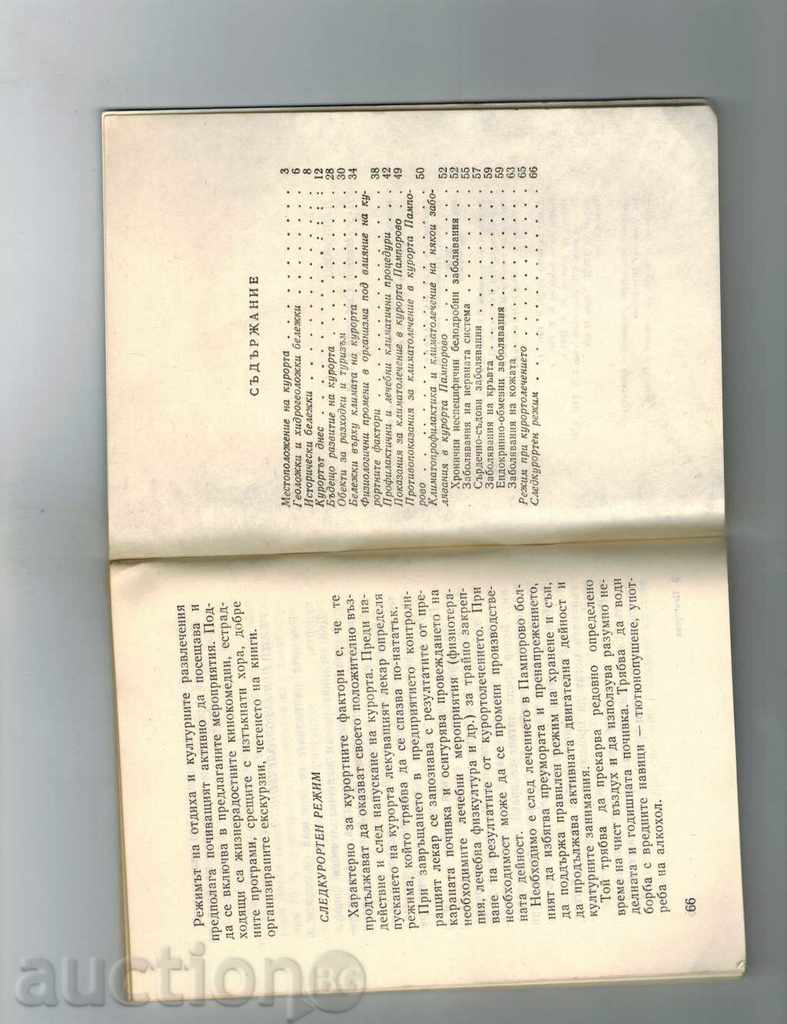 Режимът на отдиха и културните развлечения
предполага почиващият активно да посещава и
да се включва в предлаганите мероприятия. Под-
ходящи са жизнерадостните кинокомедии, естрад-
ните програми, срещите с изтъкнати хора, добре
организираните екскурзии, четенето на книги.
СЛЕДКУРОРТЕН РЕЖИМ
Характерно за курортните фактори е, че те
продължават да оказват своето положително въз-
действие и след напускане на курорта. Преди на-
пускането на курорта лекуващият лекар определя
режима, който трябва да се спазва по-нататък.
При завръщането в предприятието контроли-
ращият лекар се запознава с резултатите от пре-
караната почивка и осигурява провеждането на
необходимите лечебни мероприятия (физиотера-
пия, лечебна физкултура и др.) за трайно закреп-
ване на резултатите от курортолечението. При
необходимост може да се промени производстве-
ната дейност.
Необходимо е след лечението в Пампорово бол-
ният да избягва преумората и пренапрежението,
да поддържа правилен режим на хранене и сън,
да продължава активната двигателна дейност и
културните занимания.
Той трябва да прекарва редовно определено
време на чист въздух и да използува разумно не-
делната и годишната почивка. Трябва да води
борба с вредните навици — тютюнопушене, упот-
реба на алкохол.
66
СЪДЪРЖАНИЕ
Местоположение на курорта . . . 3
Геоложки и хидрогеоложки бележки . . . 6
Исторически бележки . . . 8
Курортът днес . . . 12
Бъдещо развитие на курорта . . . 28
Обекти за разходки и туризъм . . . 30
Бележки върху климата на курорта . . . 34
Физиологични промени в организма под влияние на ку-
рортните фактори . . . 38
Профилактични и лечебни климатични процедури . . . 42
Показания за климатолечение в курорта Пампорово . . . 49
Противопоказания за климатолечение в курорта Пампо-
рово . . . 50
Климатопрофилактика и климатолечение на някои забо-
лявания в курорта Пампорово . . . 52
Хронични неспецифични белодробни заболявания . . . 52
Заболявания на нервната система . . . 55
Сърдечно-съдови заболявания . . . 57
Заболявания на кръвта . . . 59
Ендокринно-обменни заболявания . . . 59
Заболявания на кожата . . . 63
Режим при курортолечението . . . 65
Следкурортен режим . . . 66
auction BG